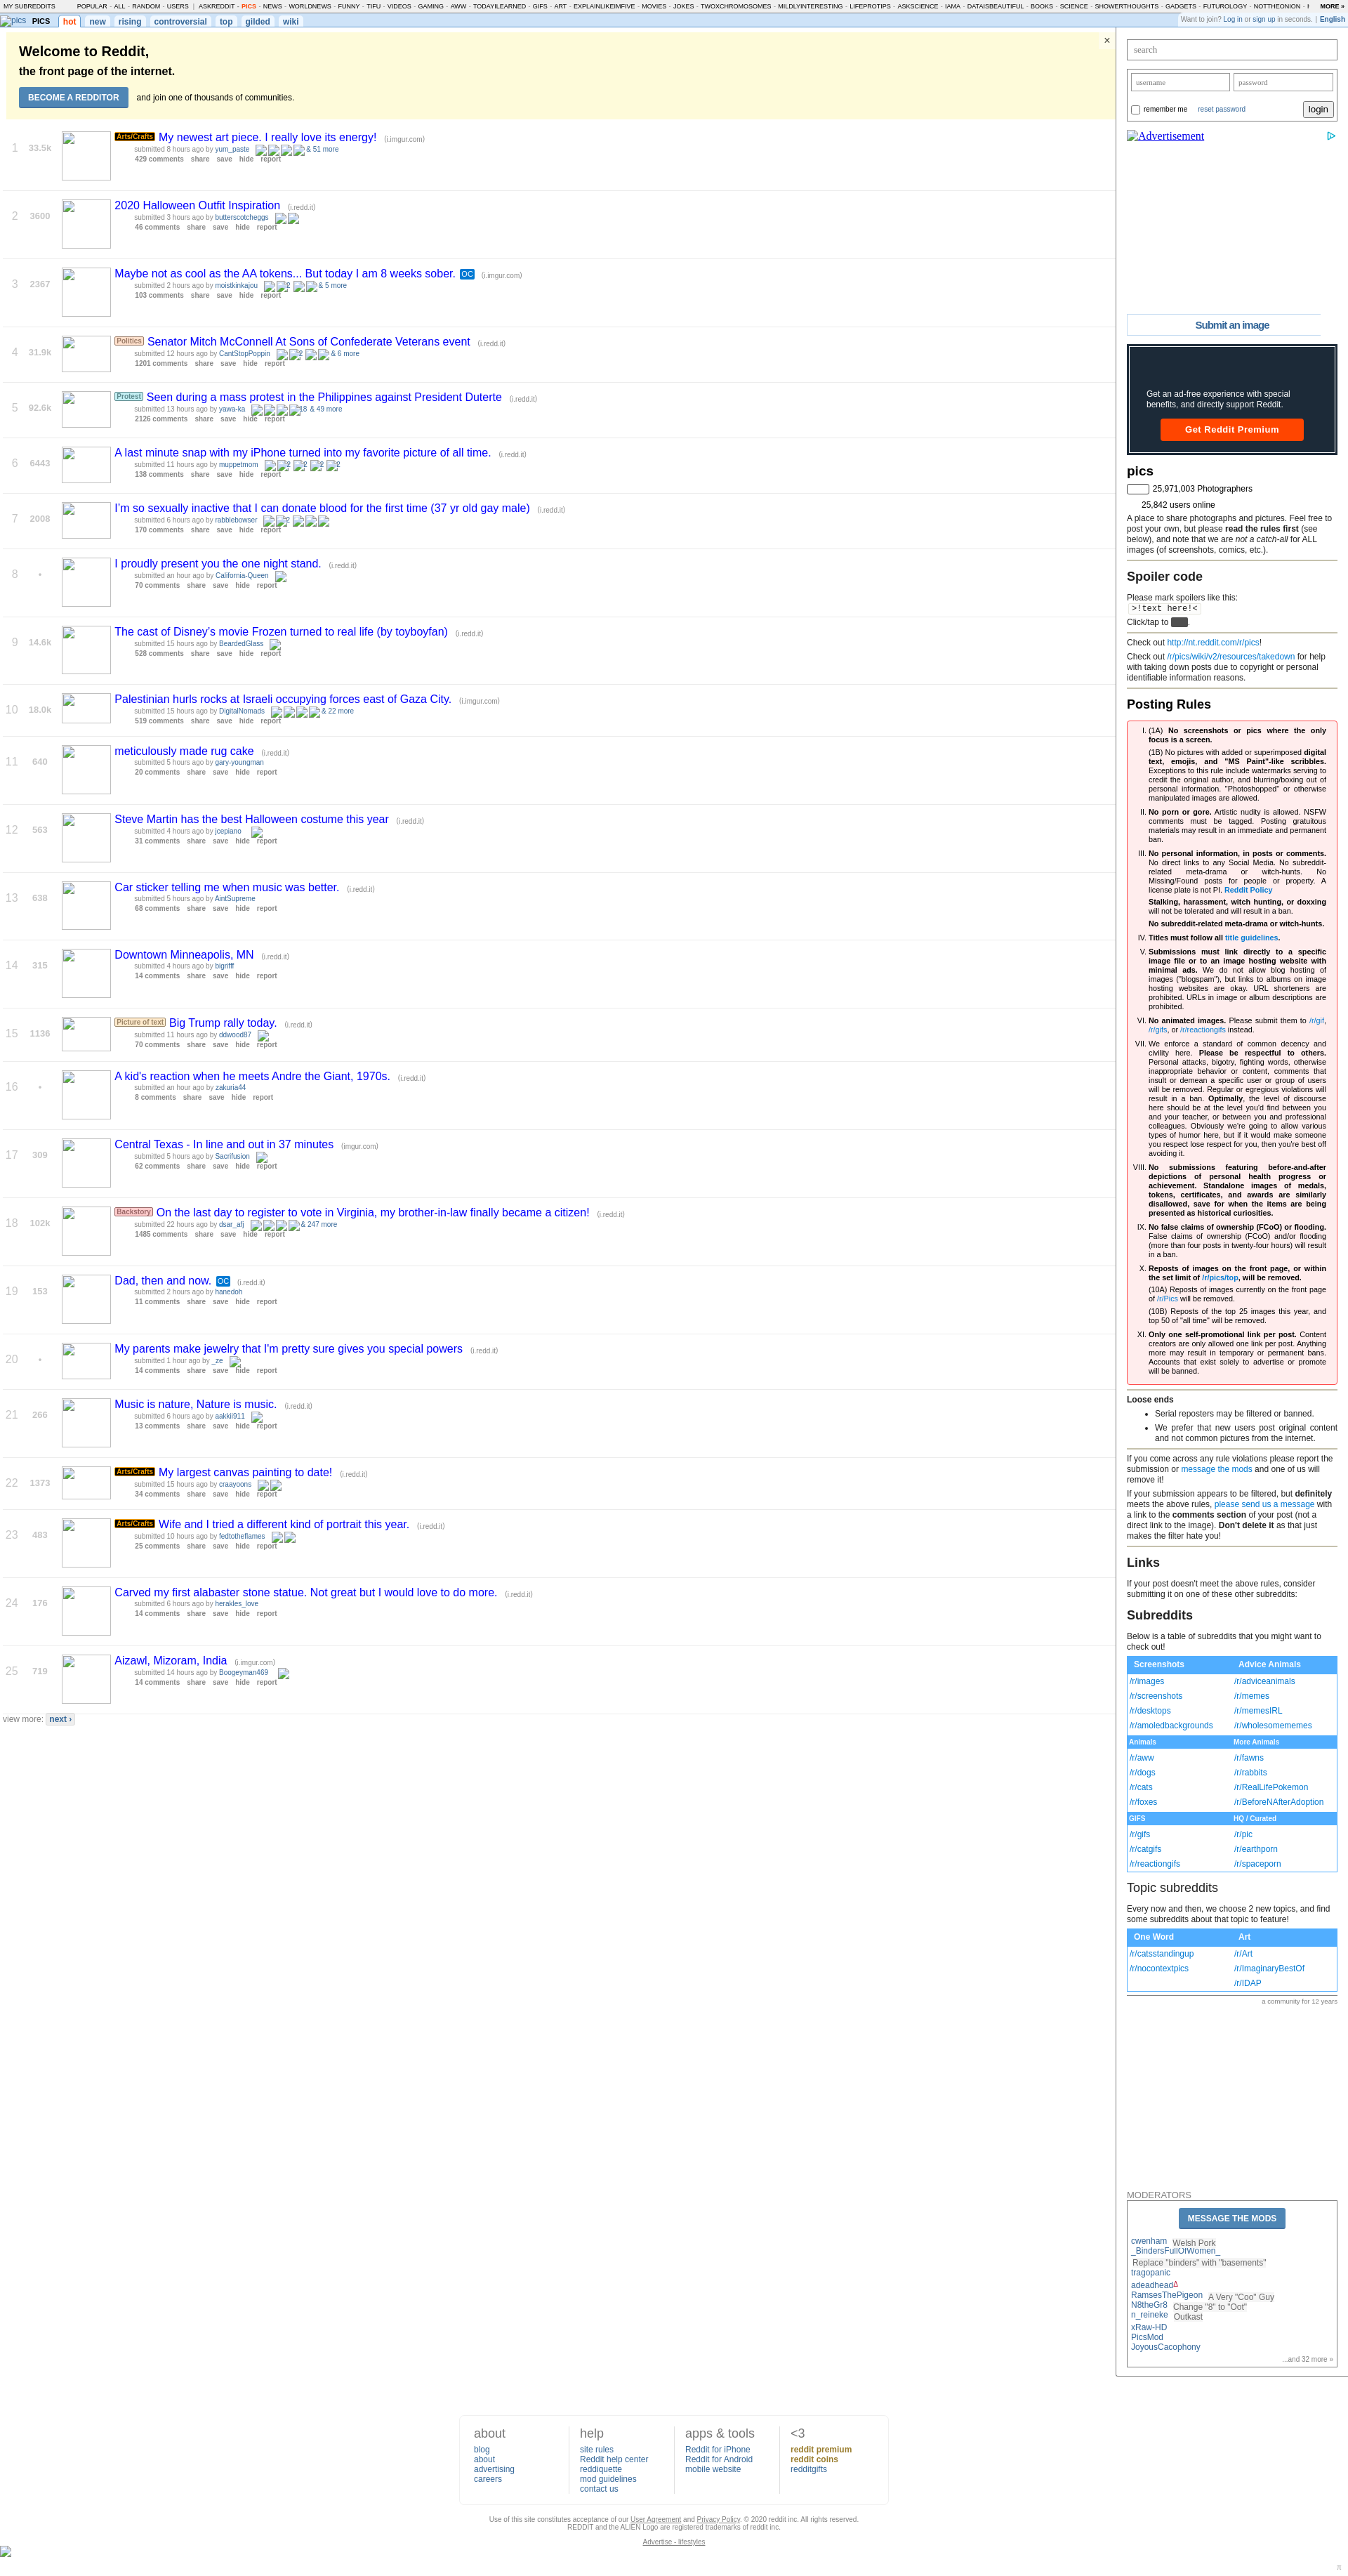 MY SUBREDDITS POPULAR - ALL - RANDOM - USERS | ASKREDDIT - PICS - NEWS - WORLDNEWS - FUNNY - TIFU - VIDEOS - GAMING - AWW - TODAYILEARNED - GIFS - ART - EXPLAINLIKEIMFIVE - MOVIES - JOKES - TWOXCHROMOSOMES - MILDLYINTERESTING - LIFEPROTIPS - ASKSCIENCE - IAMA - DATAISBEAUTIFUL - BOOKS - SCIENCE - SHOWERTHOUGHTS - GADGETS - FUTUROLOGY - NOTTHEONION - MORE »
pics PICS hot new rising controversial top gilded wiki
Want to join? Log in or sign up in seconds. | English
Welcome to Reddit,
the front page of the internet.
BECOME A REDDITOR and join one of thousands of communities.
×
1 33.5k Arts/Crafts My newest art piece. I really love its energy! (i.imgur.com)
submitted 8 hours ago by yum_paste & 51 more
429 comments share save hide report
2 3600 2020 Halloween Outfit Inspiration (i.redd.it)
submitted 3 hours ago by butterscotcheggs
46 comments share save hide report
3 2367 Maybe not as cool as the AA tokens... But today I am 8 weeks sober. OC (i.imgur.com)
submitted 2 hours ago by moistkinkajou 2 & 5 more
103 comments share save hide report
4 31.9k Politics Senator Mitch McConnell At Sons of Confederate Veterans event (i.redd.it)
submitted 12 hours ago by CantStopPoppin 2 & 6 more
1201 comments share save hide report
5 92.6k Protest Seen during a mass protest in the Philippines against President Duterte (i.redd.it)
submitted 13 hours ago by yawa-ka 18 & 49 more
2126 comments share save hide report
6 6443 A last minute snap with my iPhone turned into my favorite picture of all time. (i.redd.it)
submitted 11 hours ago by muppetmom 2 2 2 2
138 comments share save hide report
7 2008 I'm so sexually inactive that I can donate blood for the first time (37 yr old gay male) (i.redd.it)
submitted 6 hours ago by rabblebowser 2
170 comments share save hide report
8 • I proudly present you the one night stand. (i.redd.it)
submitted an hour ago by California-Queen
70 comments share save hide report
9 14.6k The cast of Disney's movie Frozen turned to real life (by toyboyfan) (i.redd.it)
submitted 15 hours ago by BeardedGlass
528 comments share save hide report
10 18.0k Palestinian hurls rocks at Israeli occupying forces east of Gaza City. (i.imgur.com)
submitted 15 hours ago by DigitalNomads & 22 more
519 comments share save hide report
11 640 meticulously made rug cake (i.redd.it)
submitted 5 hours ago by gary-youngman
20 comments share save hide report
12 563 Steve Martin has the best Halloween costume this year (i.redd.it)
submitted 4 hours ago by jcepiano
31 comments share save hide report
13 638 Car sticker telling me when music was better. (i.redd.it)
submitted 5 hours ago by AintSupreme
68 comments share save hide report
14 315 Downtown Minneapolis, MN (i.redd.it)
submitted 4 hours ago by bigrifff
14 comments share save hide report
15 1136 Picture of text Big Trump rally today. (i.redd.it)
submitted 11 hours ago by ddwood87
70 comments share save hide report
16 • A kid's reaction when he meets Andre the Giant, 1970s. (i.redd.it)
submitted an hour ago by zakuria44
8 comments share save hide report
17 309 Central Texas - In line and out in 37 minutes (imgur.com)
submitted 5 hours ago by Sacrifusion
62 comments share save hide report
18 102k Backstory On the last day to register to vote in Virginia, my brother-in-law finally became a citizen! (i.redd.it)
submitted 22 hours ago by dsar_afj & 247 more
1485 comments share save hide report
19 153 Dad, then and now. OC (i.redd.it)
submitted 2 hours ago by hanedoh
11 comments share save hide report
20 • My parents make jewelry that I'm pretty sure gives you special powers (i.redd.it)
submitted 1 hour ago by _ze
14 comments share save hide report
21 266 Music is nature, Nature is music. (i.redd.it)
submitted 6 hours ago by aakkii911
13 comments share save hide report
22 1373 Arts/Crafts My largest canvas painting to date! (i.redd.it)
submitted 15 hours ago by craayoons
34 comments share save hide report
23 483 Arts/Crafts Wife and I tried a different kind of portrait this year. (i.redd.it)
submitted 10 hours ago by fedtotheflames
25 comments share save hide report
24 176 Carved my first alabaster stone statue. Not great but I would love to do more. (i.redd.it)
submitted 6 hours ago by herakles_love
14 comments share save hide report
25 719 Aizawl, Mizoram, India (i.imgur.com)
submitted 14 hours ago by Boogeyman469
14 comments share save hide report
view more: next ›
search
username password
remember me reset password login
Advertisement
Submit an image
Get an ad-free experience with special
benefits, and directly support Reddit.
Get Reddit Premium
pics
25,971,003 Photographers
25,842 users online
A place to share photographs and pictures. Feel free to
post your own, but please read the rules first (see
below), and note that we are not a catch-all for ALL
images (of screenshots, comics, etc.).
Spoiler code
Please mark spoilers like this:
>!text here!<
Click/tap to .
Check out http://nt.reddit.com/r/pics!
Check out /r/pics/wiki/v2/resources/takedown for help
with taking down posts due to copyright or personal
identifiable information reasons.
Posting Rules
I. (1A) No screenshots or pics where the only
focus is a screen.
(1B) No pictures with added or superimposed digital
text, emojis, and "MS Paint"-like scribbles.
Exceptions to this rule include watermarks serving to
credit the original author, and blurring/boxing out of
personal information. "Photoshopped" or otherwise
manipulated images are allowed.
II. No porn or gore. Artistic nudity is allowed. NSFW
comments must be tagged. Posting gratuitous
materials may result in an immediate and permanent
ban.
III. No personal information, in posts or comments.
No direct links to any Social Media. No subreddit-
related meta-drama or witch-hunts. No
Missing/Found posts for people or property. A
license plate is not PI. Reddit Policy
Stalking, harassment, witch hunting, or doxxing
will not be tolerated and will result in a ban.
No subreddit-related meta-drama or witch-hunts.
IV. Titles must follow all title guidelines.
V. Submissions must link directly to a specific
image file or to an image hosting website with
minimal ads. We do not allow blog hosting of
images ("blogspam"), but links to albums on image
hosting websites are okay. URL shorteners are
prohibited. URLs in image or album descriptions are
prohibited.
VI. No animated images. Please submit them to /r/gif,
/r/gifs, or /r/reactiongifs instead.
VII. We enforce a standard of common decency and
civility here. Please be respectful to others.
Personal attacks, bigotry, fighting words, otherwise
inappropriate behavior or content, comments that
insult or demean a specific user or group of users
will be removed. Regular or egregious violations will
result in a ban. Optimally, the level of discourse
here should be at the level you'd find between you
and your teacher, or between you and professional
colleagues. Obviously we're going to allow various
types of humor here, but if it would make someone
you respect lose respect for you, then you're best off
avoiding it.
VIII. No submissions featuring before-and-after
depictions of personal health progress or
achievement. Standalone images of medals,
tokens, certificates, and awards are similarly
disallowed, save for when the items are being
presented as historical curiosities.
IX. No false claims of ownership (FCoO) or flooding.
False claims of ownership (FCoO) and/or flooding
(more than four posts in twenty-four hours) will result
in a ban.
X. Reposts of images on the front page, or within
the set limit of /r/pics/top, will be removed.
(10A) Reposts of images currently on the front page
of /r/Pics will be removed.
(10B) Reposts of the top 25 images this year, and
top 50 of "all time" will be removed.
XI. Only one self-promotional link per post. Content
creators are only allowed one link per post. Anything
more may result in temporary or permanent bans.
Accounts that exist solely to advertise or promote
will be banned.
Loose ends
• Serial reposters may be filtered or banned.
• We prefer that new users post original content
and not common pictures from the internet.
If you come across any rule violations please report the
submission or message the mods and one of us will
remove it!
If your submission appears to be filtered, but definitely
meets the above rules, please send us a message with
a link to the comments section of your post (not a
direct link to the image). Don't delete it as that just
makes the filter hate you!
Links
If your post doesn't meet the above rules, consider
submitting it on one of these other subreddits:
Subreddits
Below is a table of subreddits that you might want to
check out!
Screenshots Advice Animals
/r/images /r/adviceanimals
/r/screenshots /r/memes
/r/desktops /r/memesIRL
/r/amoledbackgrounds /r/wholesomememes
Animals More Animals
/r/aww /r/fawns
/r/dogs /r/rabbits
/r/cats /r/RealLifePokemon
/r/foxes /r/BeforeNAfterAdoption
GIFS HQ / Curated
/r/gifs /r/pic
/r/catgifs /r/earthporn
/r/reactiongifs /r/spaceporn
Topic subreddits
Every now and then, we choose 2 new topics, and find
some subreddits about that topic to feature!
One Word Art
/r/catsstandingup /r/Art
/r/nocontextpics /r/ImaginaryBestOf
/r/IDAP
a community for 12 years
MODERATORS
MESSAGE THE MODS
cwenham Welsh Pork
_BindersFullOfWomen_
Replace "binders" with "basements"
tragopanic
adeadhead Δ
RamsesThePigeon A Very "Coo" Guy
N8theGr8 Change "8" to "Oot"
n_reineke Outkast
xRaw-HD
PicsMod
JoyousCacophony
...and 32 more »
about help apps & tools <3
blog site rules Reddit for iPhone reddit premium
about Reddit help center Reddit for Android reddit coins
advertising reddiquette mobile website redditgifts
careers mod guidelines
contact us
Use of this site constitutes acceptance of our User Agreement and Privacy Policy. © 2020 reddit inc. All rights reserved.
REDDIT and the ALIEN Logo are registered trademarks of reddit inc.
Advertise - lifestyles
π